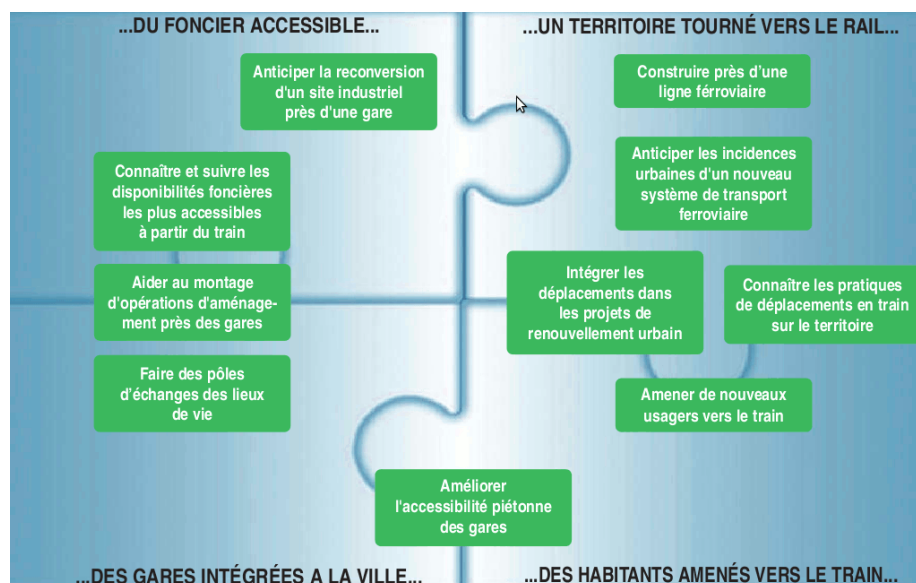 ...DU FONCIER ACCESSIBLE...
...UN TERRITOIRE TOURNÉ VERS LE RAIL...
Anticiper la reconversion
d'un site industriel
près d'une gare
Construire près d'une
ligne férroviaire
Connaître et suivre les
disponibilités foncières
les plus accessibles
à partir du train
Anticiper les incidences
urbaines d'un nouveau
système de transport
ferroviaire
Aider au montage
d'opérations d'aménage-
ment près des gares
Intégrer les
déplacements dans
les projets de
renouvellement urbain
Connaître les pratiques
de déplacements en train
sur le territoire
Faire des pôles
d'échanges des lieux
de vie
Amener de nouveaux
usagers vers le train
Améliorer
l'accessibilité piétonne
des gares
...DES GARES INTÉGRÉES A LA VILLE...
...DES HABITANTS AMENÉS VERS LE TRAIN...